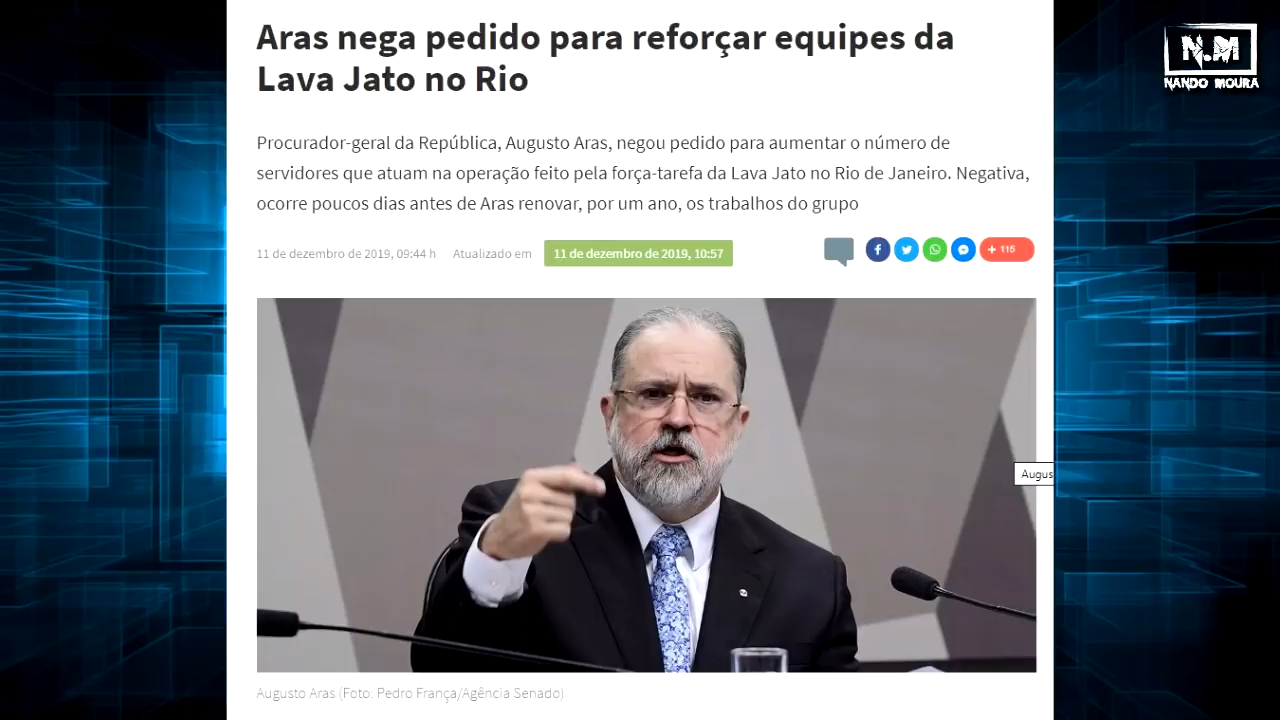 N.M
NANDO MOURA
Aras nega pedido para reforçar equipes da
Lava Jato no Rio
Procurador-geral da República, Augusto Aras, negou pedido para aumentar o número de
servidores que atuam na operação feito pela força-tarefa da Lava Jato no Rio de Janeiro. Negativa,
ocorre poucos dias antes de Aras renovar, por um ano, os trabalhos do grupo
11 de dezembro de 2019, 09:44 h Atualizado em 11 de dezembro de 2019, 10:57
+ 115
Augus
Augusto Aras (Foto: Pedro França/Agência Senado)